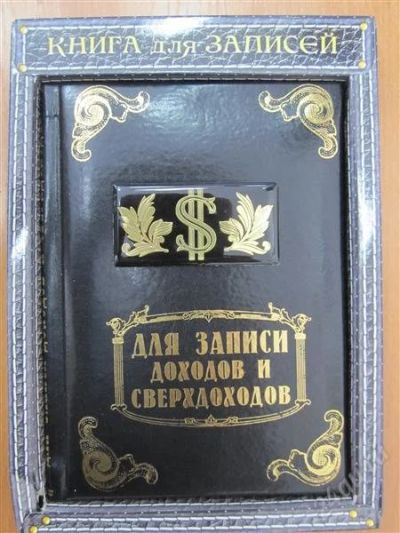 КНИГА для ЗАПИСЕЙ
$
ДЛЯ ЗАПИСИ
ДОХОДОВ И
СВЕРХДОХОДОВ